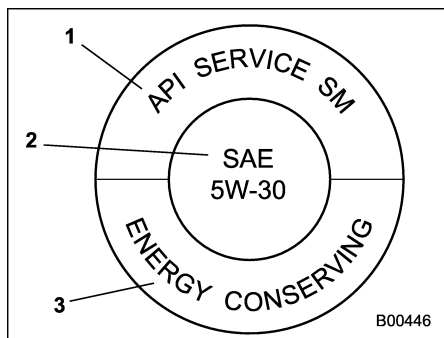 1
API SERVICE SM
2
SAE
5W-30
ENERGY CONSERVING
3
B00446